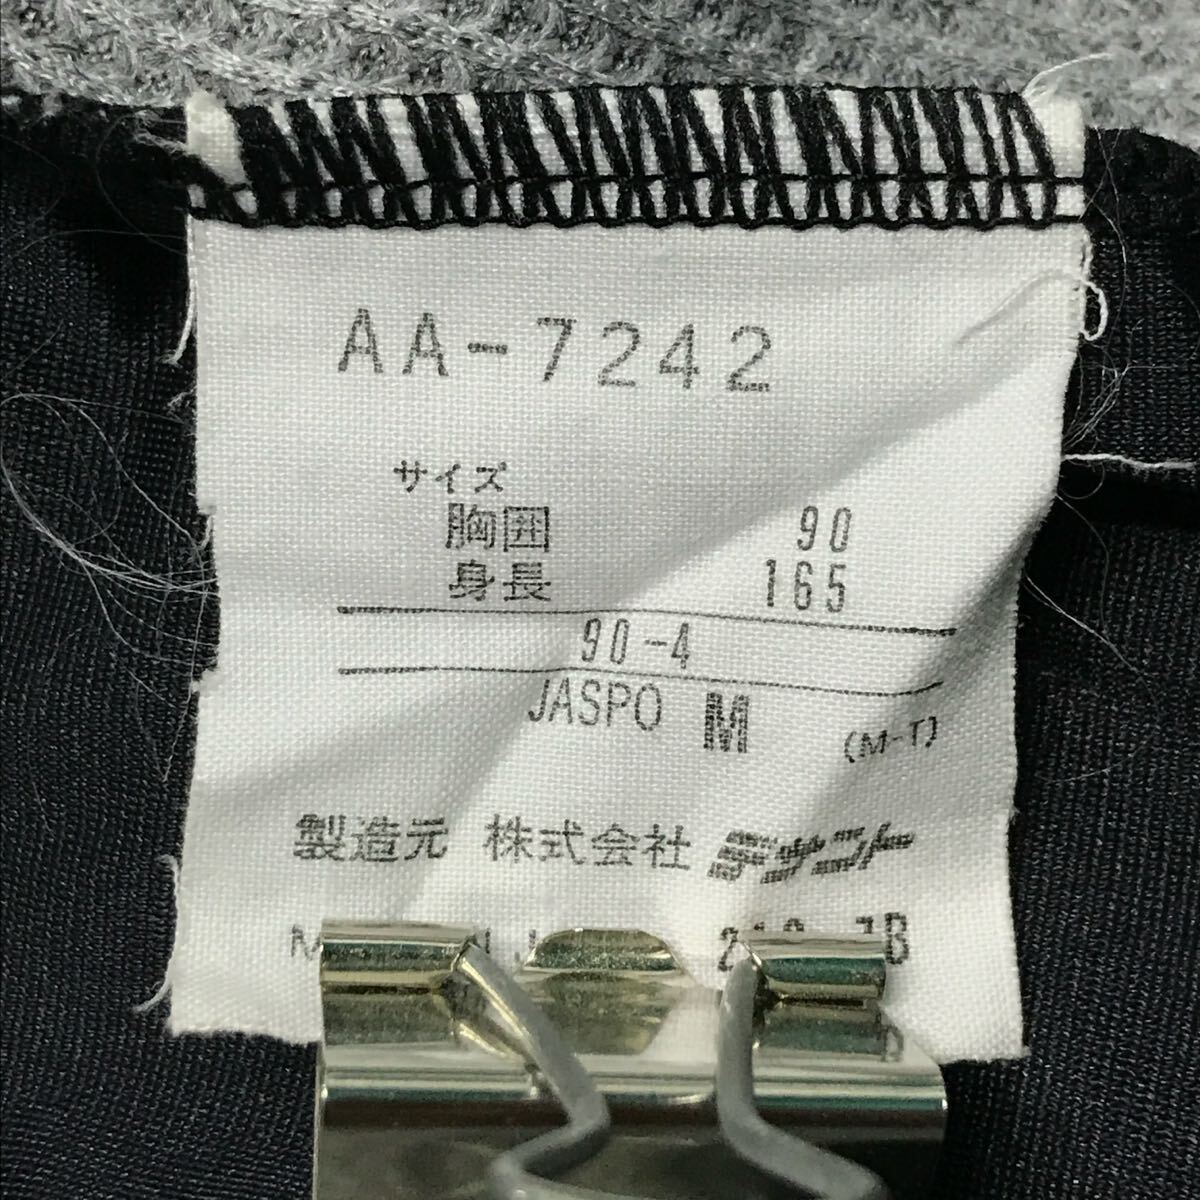 AA-7242
サイズ
胸囲 90
身長 165
90-4
JASPO M (M-T)
製造元 株式会社 デサント